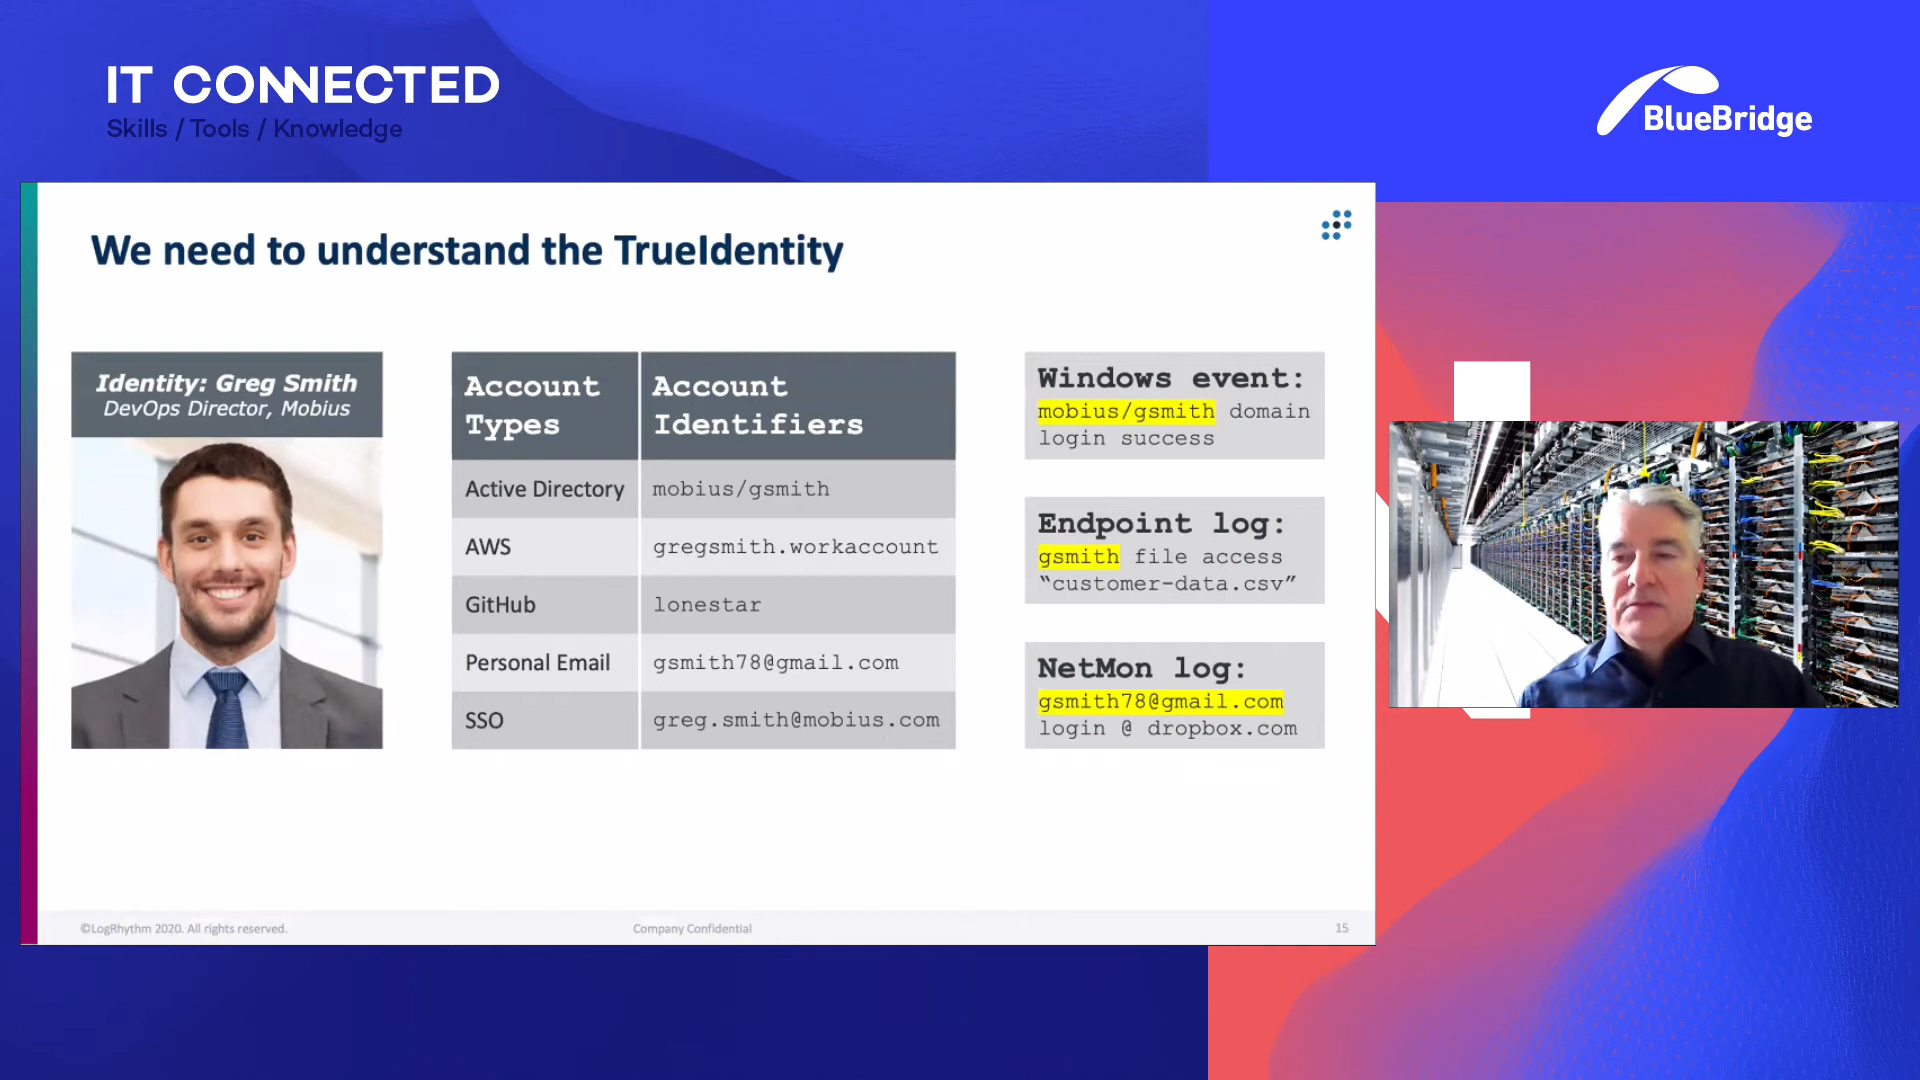 IT CONNECTED
Skills / Tools / Knowledge
BlueBridge
We need to understand the TrueIdentity
Identity: Greg Smith
DevOps Director, Mobius
Account Types
Account Identifiers
Active Directory
mobius/gsmith
AWS
gregsmith.workaccount
GitHub
lonestar
Personal Email
gsmith78@gmail.com
SSO
greg.smith@mobius.com
Windows event:
mobius/gsmith domain
login success
Endpoint log:
gsmith file access
“customer-data.csv”
NetMon log:
gsmith78@gmail.com
login @ dropbox.com
©LogRhythm 2020. All rights reserved.
Company Confidential
15